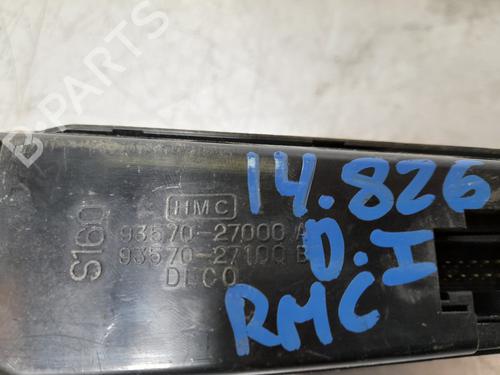 B-PARTS
HMC
14.826
S160
93570-27000 A
D.I
93570-27100 B
DECO
RMC